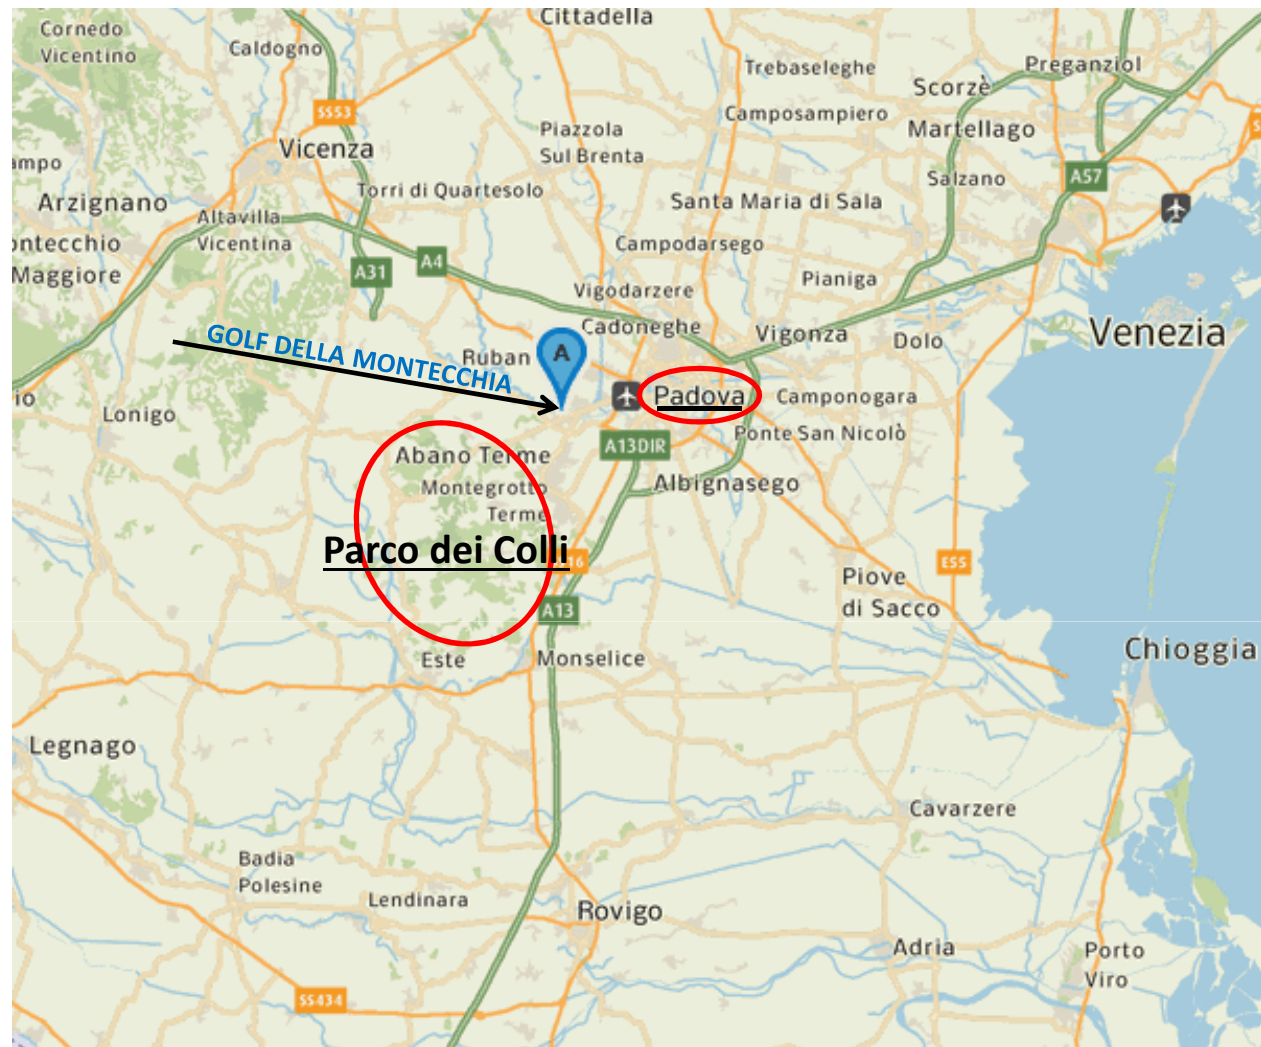 Cittadella
Cornedo
Vicentino
Caldogno
Trebaseleghe
Preganziol
Scorzè
SS53
Camposampiero
Piazzola
Sul Brenta
Martellago
Vicenza
ampo
A57
Salzano
Torri di Quartesolo
Arzignano
Santa Maria di Sala
Altavilla
Vicentina
ontecchio
Maggiore
Campodarsego
A4
A31
Pianiga
Vigodarzere
Cadoneghe
Vigonza
Dolo
Venezia
GOLF DELLA MONTECCHIA
Ruban
A
io
Lonigo
Padova
Camponogara
Ponte San Nicolò
A13DIR
Abano Terme
Montegrotto
Terme
Albignasego
Parco dei Colli
16
E55
Piove
di Sacco
A13
Chioggia
Este
Monselice
Legnago
Cavarzere
Badia
Polesine
Lendinara
Rovigo
Adria
Porto
Viro
SS434